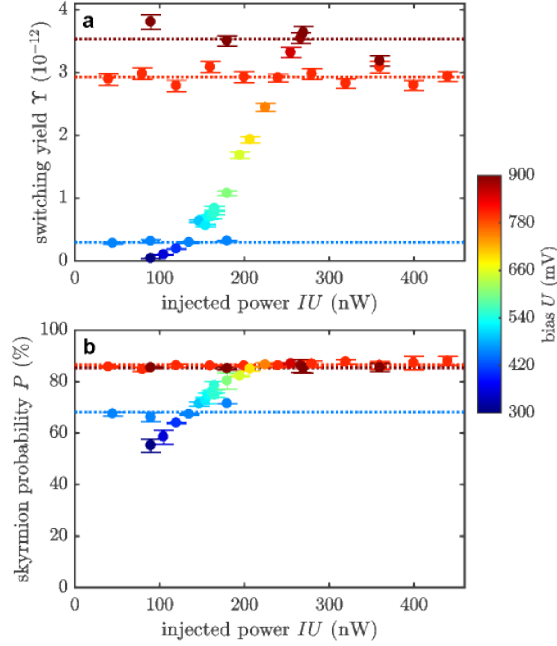 a
switching yield Υ (10⁻¹²)
4
3
2
1
0
0 100 200 300 400
injected power IU (nW)
b
skyrmion probability P (%)
100
80
60
40
20
0
0 100 200 300 400
injected power IU (nW)
900
780
660
540
420
300
bias U (mV)